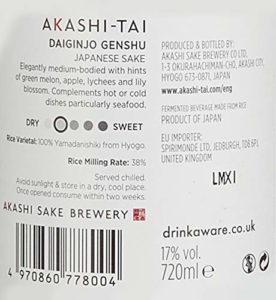 AKASHI-TAI
DAIGINJO GENSHU
JAPANESE SAKE
Elegantly medium-bodied with hints
of green melon, apple, lychees and lily
blossom. Complements hot or cold
dishes particularly seafood.
DRY SWEET
Rice Varietal: 100% Yamadanishiki from Hyogo.
Rice Milling Rate: 38%
Served chilled.
Avoid sunlight & store in a dry, cool place.
Once opened consume within two weeks.
AKASHI SAKE BREWERY
4 970860 778004
PRODUCED & BOTTLED BY:
AKASHI SAKE BREWERY CO LTD.
1-3 OKURAHACHIMAN-CHO, AKASHI CITY,
HYOGO 673-0871, JAPAN
www.akashi-tai.com/eng
FERMENTED BEVERAGE MADE FROM RICE
PRODUCT OF JAPAN
EU IMPORTER:
SPIRIMONDE LTD, JEDBURGH, TD8 6
UNITED KINGDOM
LMXI
drinkaware.co.uk
17% vol.
720ml ℮